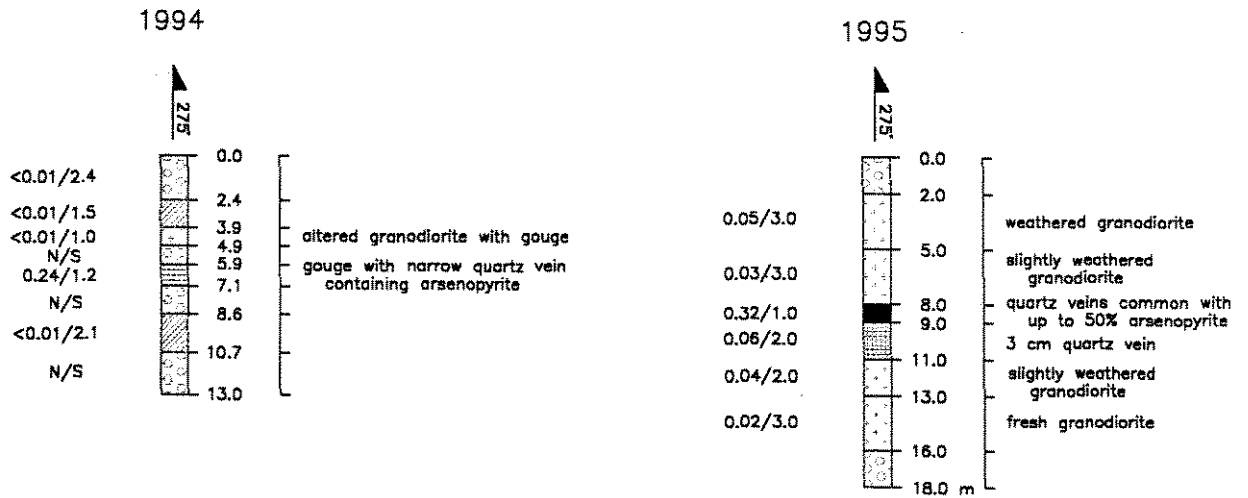 1994
275°
<0.01/2.4
<0.01/1.5
<0.01/1.0
N/S
0.24/1.2
N/S
<0.01/2.1
N/S
0.0
2.4
3.9
4.9
5.9
7.1
8.6
10.7
13.0
altered granodiorite with gouge
gouge with narrow quartz vein
containing arsenopyrite
1995
275°
0.05/3.0
0.03/3.0
0.32/1.0
0.06/2.0
0.04/2.0
0.02/3.0
0.0
2.0
5.0
8.0
9.0
11.0
13.0
16.0
18.0 m
weathered granodiorite
slightly weathered
granodiorite
quartz veins common with
up to 50% arsenopyrite
3 cm quartz vein
slightly weathered
granodiorite
fresh granodiorite